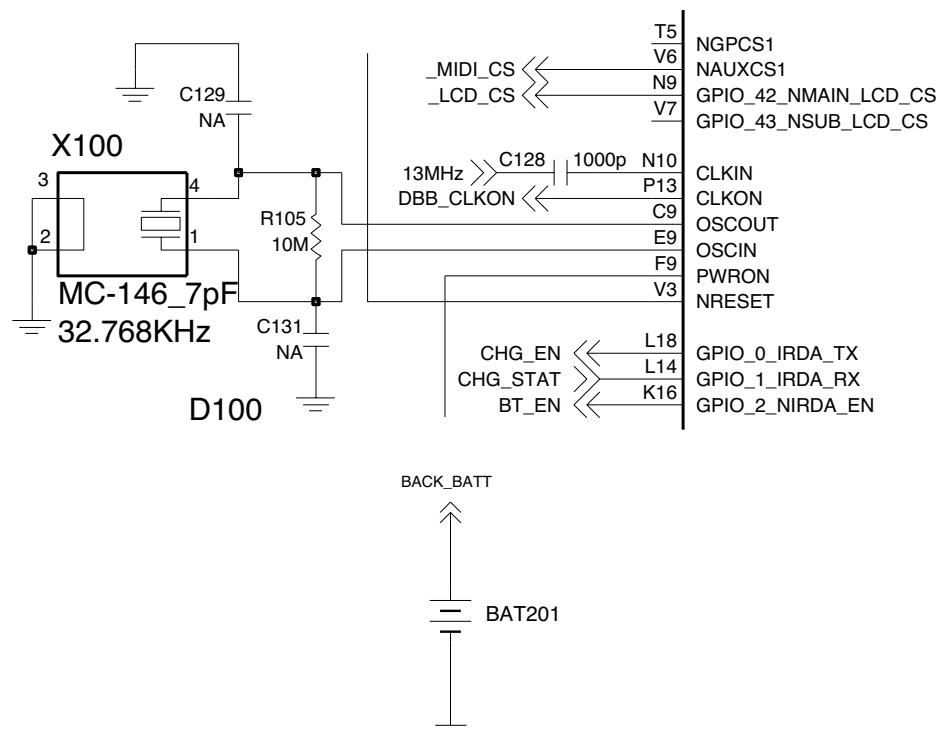 T5
NGPCS1
V6
_MIDI_CS
NAUXCS1
N9
_LCD_CS
GPIO_42_NMAIN_LCD_CS
V7
GPIO_43_NSUB_LCD_CS
C129
NA
X100
3
4
2
1
R105
10M
MC-146_7pF
32.768KHz
C131
NA
D100
13MHz
C128
1000p
N10
CLKIN
DBB_CLKON
P13
CLKON
C9
OSCOUT
E9
OSCIN
F9
PWRON
V3
NRESET
CHG_EN
L18
GPIO_0_IRDA_TX
CHG_STAT
L14
GPIO_1_IRDA_RX
BT_EN
K16
GPIO_2_NIRDA_EN
BACK_BATT
BAT201